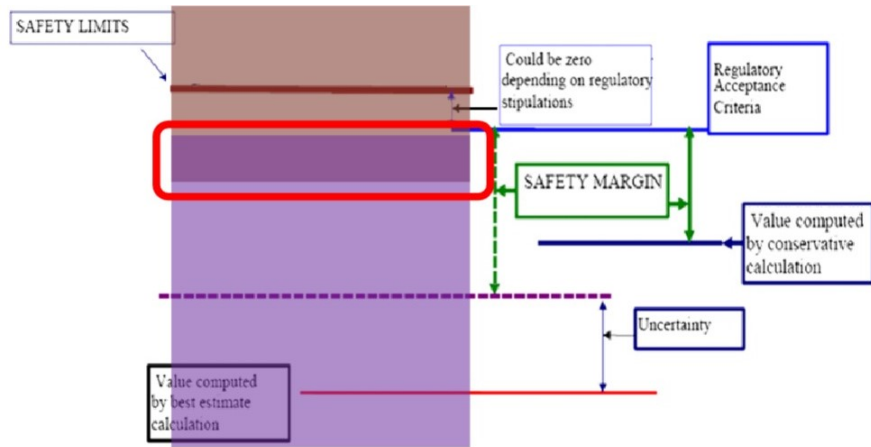 SAFETY LIMITS
Could be zero
depending on regulatory
stipulations
Regulatory
Acceptance
Criteria
SAFETY MARGIN
Value computed
by conservative
calculation
Uncertainty
Value computed
by best estimate
calculation